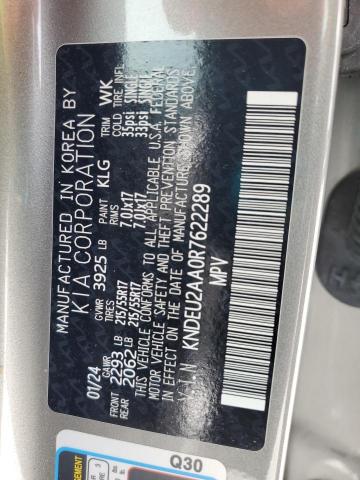 MANUFACTURED IN KOREA BY
KIA CORPORATION
01/24 GVWR 3925 LB PAINT KLG TRIM WK
GAWR TIRES RIMS COLD TIRE INFL
FRONT 2293 LB 215/55R17 7.0JX17 35psi SINGLE
REAR 2062 LB 215/55R17 7.0JX17 33psi SINGLE
THIS VEHICLE CONFORMS TO ALL APPLICABLE U.S.A FEDERAL
MOTOR VEHICLE SAFETY AND THEFT PREVENTION STANDARDS
IN EFFECT ON THE DATE OF MANUFACTURE SHOWN ABOVE
V.I.N KNDEU2AA0R7622289
MPV
Q30